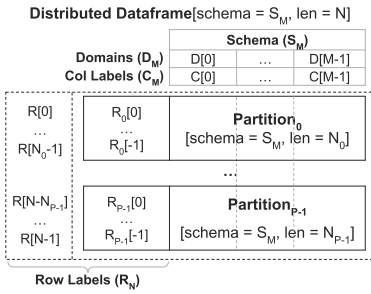 Distributed Dataframe[schema = S_M, len = N]
Schema (S_M)
Domains (D_M) D[0] ... D[M-1]
Col Labels (C_M) C[0] ... C[M-1]
R[0] R_0[0] Partition_0
... ...
R[N_0-1] R_0[-1] [schema = S_M, len = N_0]
...
R[N-N_P-1] R_P-1[0] Partition_P-1
... ...
R[N-1] R_P-1[-1] [schema = S_M, len = N_P-1]
Row Labels (R_N)